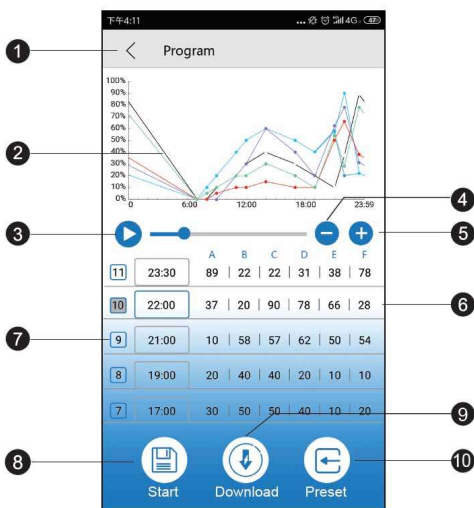 下午4:11 ... 4G 47
1 Program
100%
90%
80%
70%
60%
50%
2
40%
30%
20%
10%
0%
0 6:00 12:00 18:00 23:59
4
3 5
A B C D E F
11 23:30 89 | 22 | 22 | 31 | 38 | 78
10 22:00 37 | 20 | 90 | 78 | 66 | 28 6
7 9 21:00 10 | 58 | 57 | 62 | 50 | 54
8 19:00 20 | 40 | 40 | 20 | 10 | 10
7 17:00 30 | 50 | 50 | 40 | 10 | 20
9
8 10
Start Download Preset